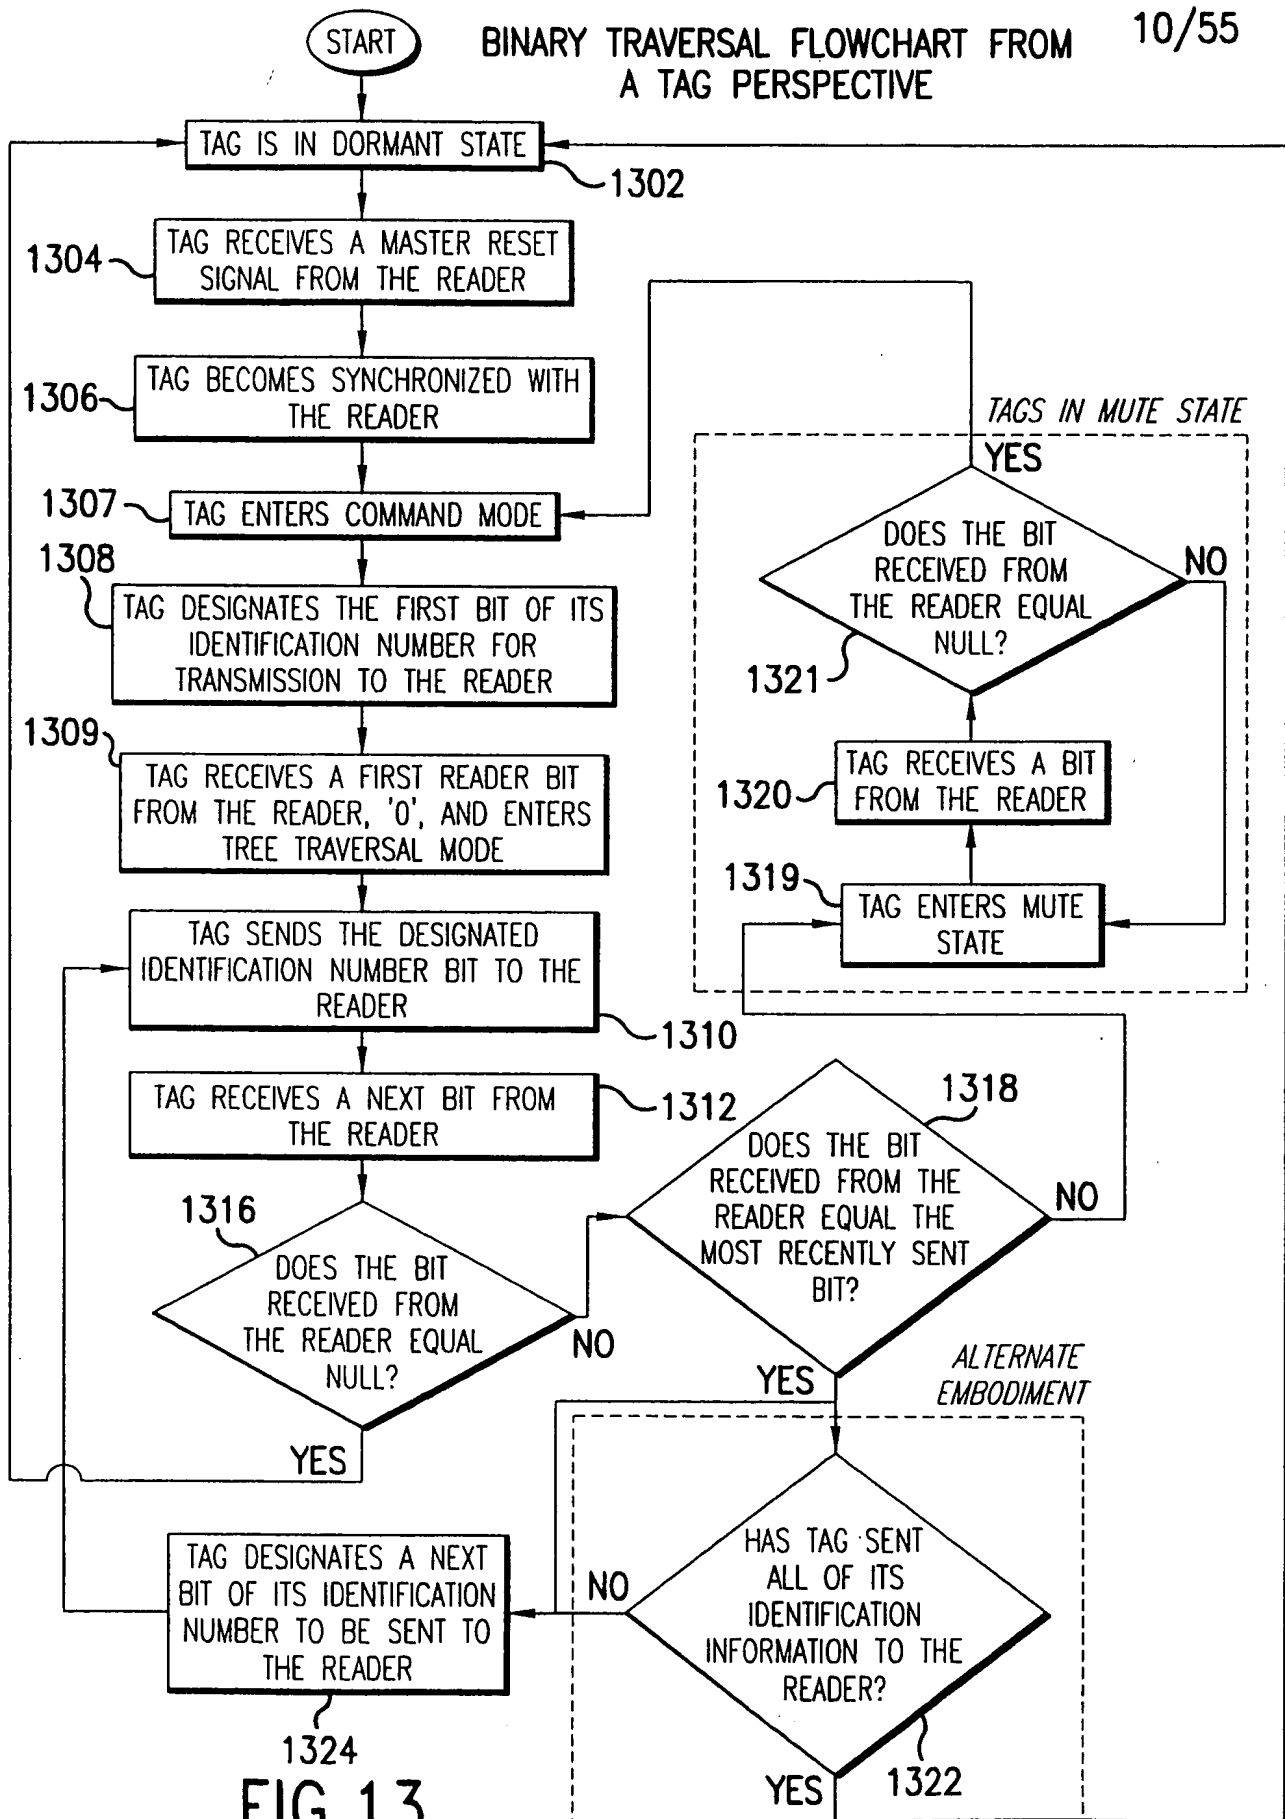 START
BINARY TRAVERSAL FLOWCHART FROM
A TAG PERSPECTIVE
10/55
TAG IS IN DORMANT STATE
1302
TAG RECEIVES A MASTER RESET
SIGNAL FROM THE READER
1304
TAG BECOMES SYNCHRONIZED WITH
THE READER
1306
TAG ENTERS COMMAND MODE
1307
1308
TAG DESIGNATES THE FIRST BIT OF ITS
IDENTIFICATION NUMBER FOR
TRANSMISSION TO THE READER
1309
TAG RECEIVES A FIRST READER BIT
FROM THE READER, '0', AND ENTERS
TREE TRAVERSAL MODE
TAG SENDS THE DESIGNATED
IDENTIFICATION NUMBER BIT TO THE
READER
1310
TAG RECEIVES A NEXT BIT FROM
THE READER
1312
1316
DOES THE BIT
RECEIVED FROM
THE READER EQUAL
NULL?
NO
YES
TAGS IN MUTE STATE
YES
DOES THE BIT
RECEIVED FROM
THE READER EQUAL
NULL?
NO
1321
TAG RECEIVES A BIT
FROM THE READER
1320
1319
TAG ENTERS MUTE
STATE
1318
DOES THE BIT
RECEIVED FROM THE
READER EQUAL THE
MOST RECENTLY SENT
BIT?
NO
YES
ALTERNATE
EMBODIMENT
HAS TAG SENT
ALL OF ITS
IDENTIFICATION
INFORMATION TO THE
READER?
NO
1322
YES
TAG DESIGNATES A NEXT
BIT OF ITS IDENTIFICATION
NUMBER TO BE SENT TO
THE READER
1324
FIG.13